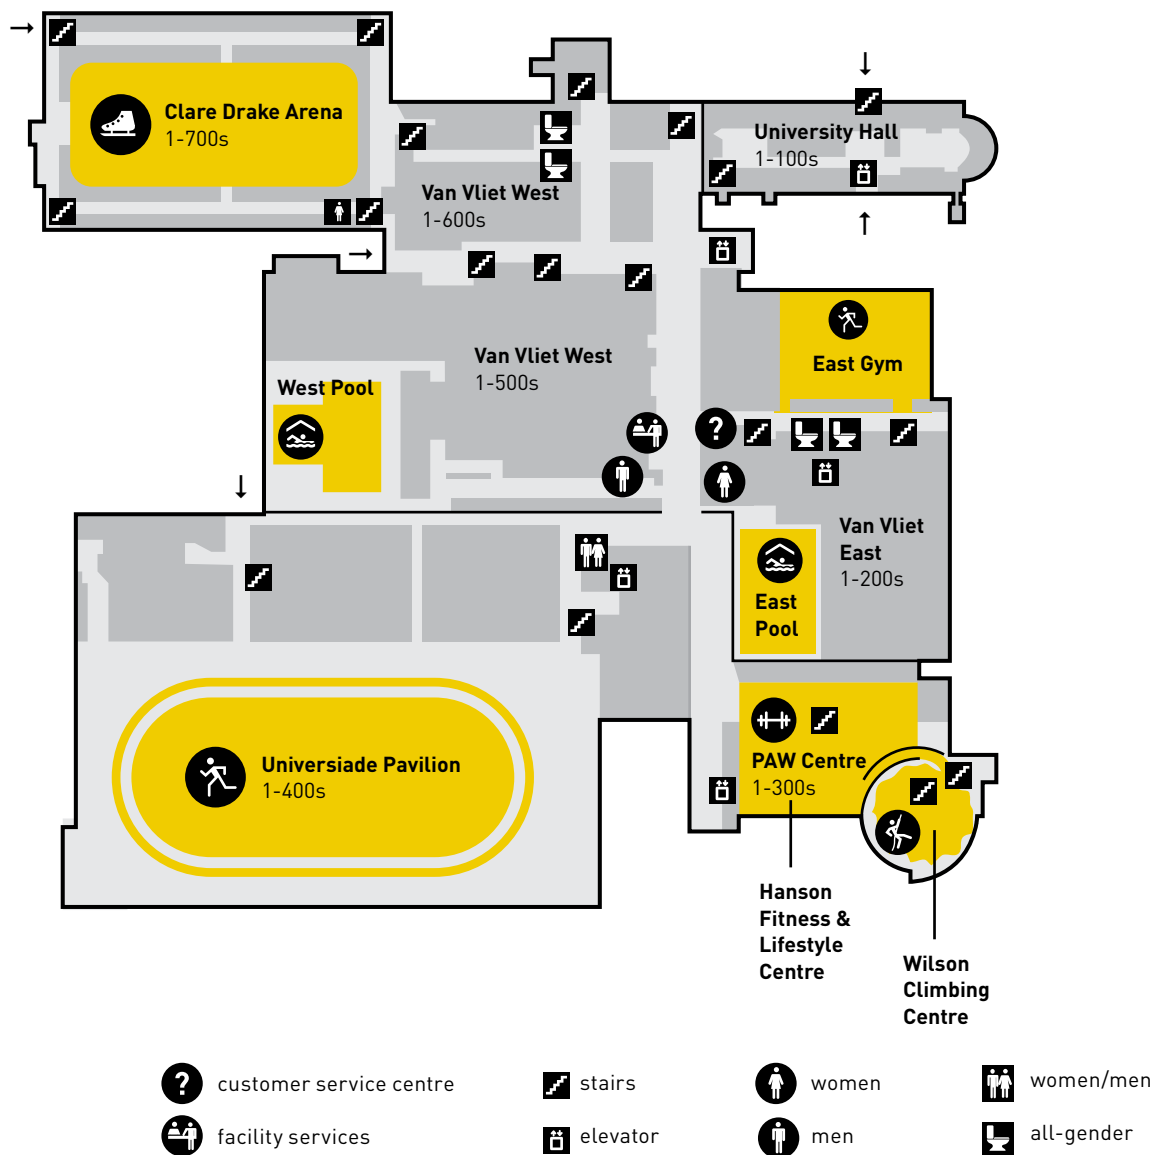 Clare Drake Arena
1-700s
University Hall
1-100s
Van Vliet West
1-600s
Van Vliet West
1-500s
East Gym
West Pool
?
Van Vliet
East
1-200s
East
Pool
Universiade Pavilion
1-400s
PAW Centre
1-300s
Hanson
Fitness &
Lifestyle
Centre
Wilson
Climbing
Centre
? customer service centre
stairs
women
women/men
facility services
elevator
men
all-gender